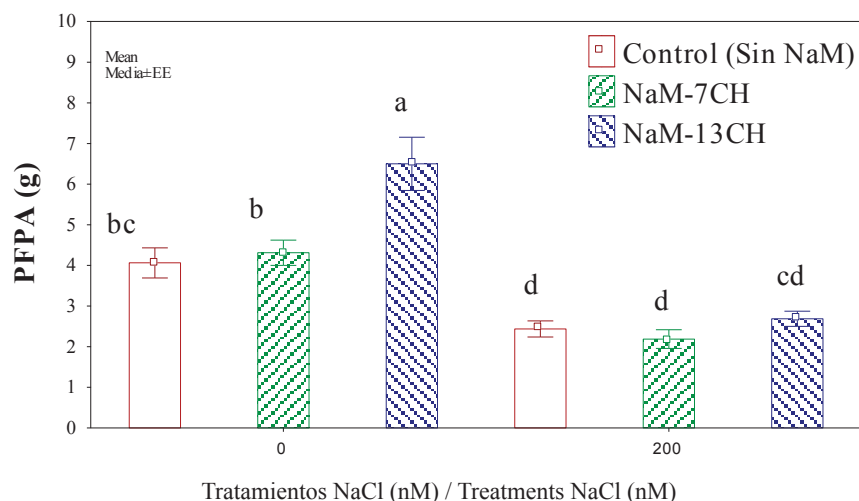 10
9
8
7
6
5
4
3
2
1
0
PFPA (g)
Mean
Media±EE
Control (Sin NaM)
NaM-7CH
NaM-13CH
bc
b
a
d
d
cd
0
200
Tratamientos NaCl (nM) / Treatments NaCl (nM)